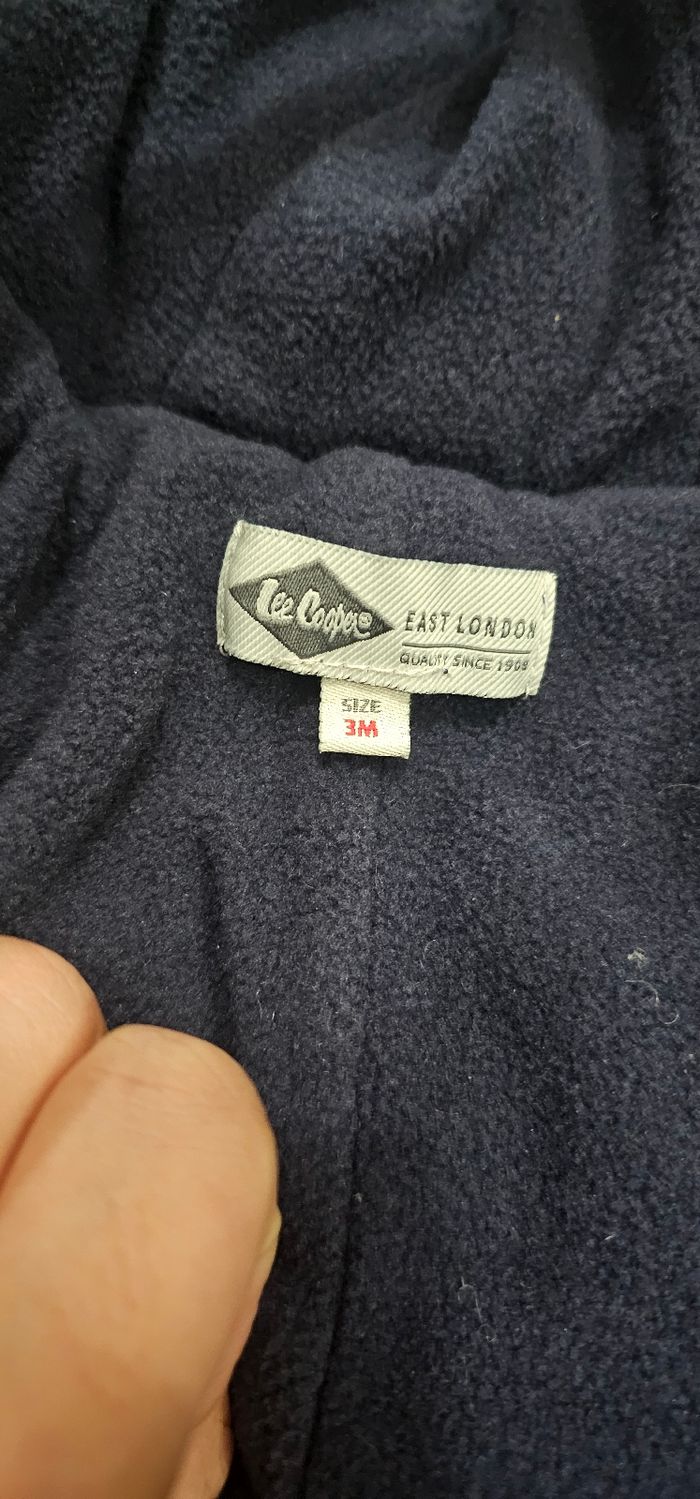 Lee Cooper®
EAST LONDON
QUALITY SINCE 1908
SIZE
3M